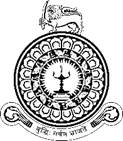 बुद्धि: सर्वत्र भ्राजते